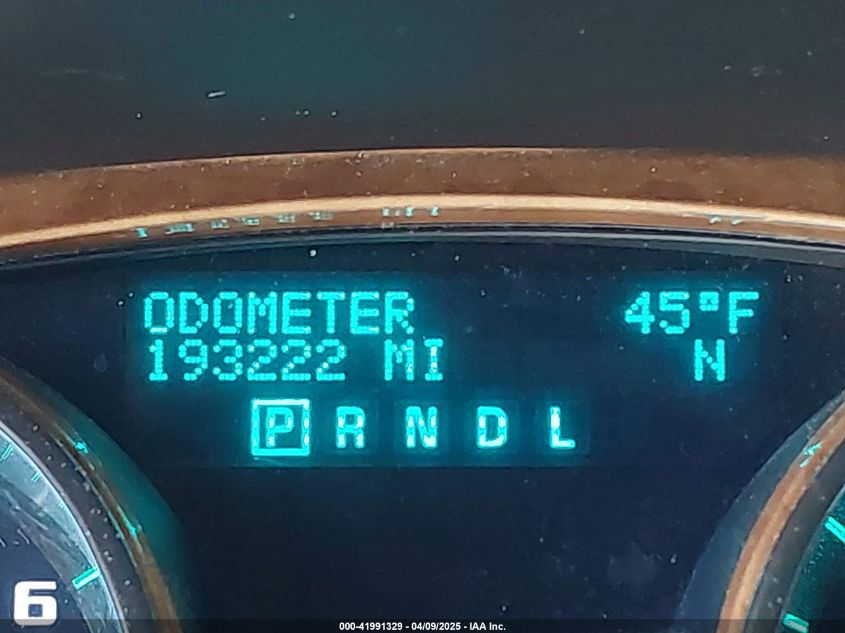 ODOMETER 45°F
193222 MI N
P R N D L
6
000-41991329 - 04/09/2025 - IAA Inc.